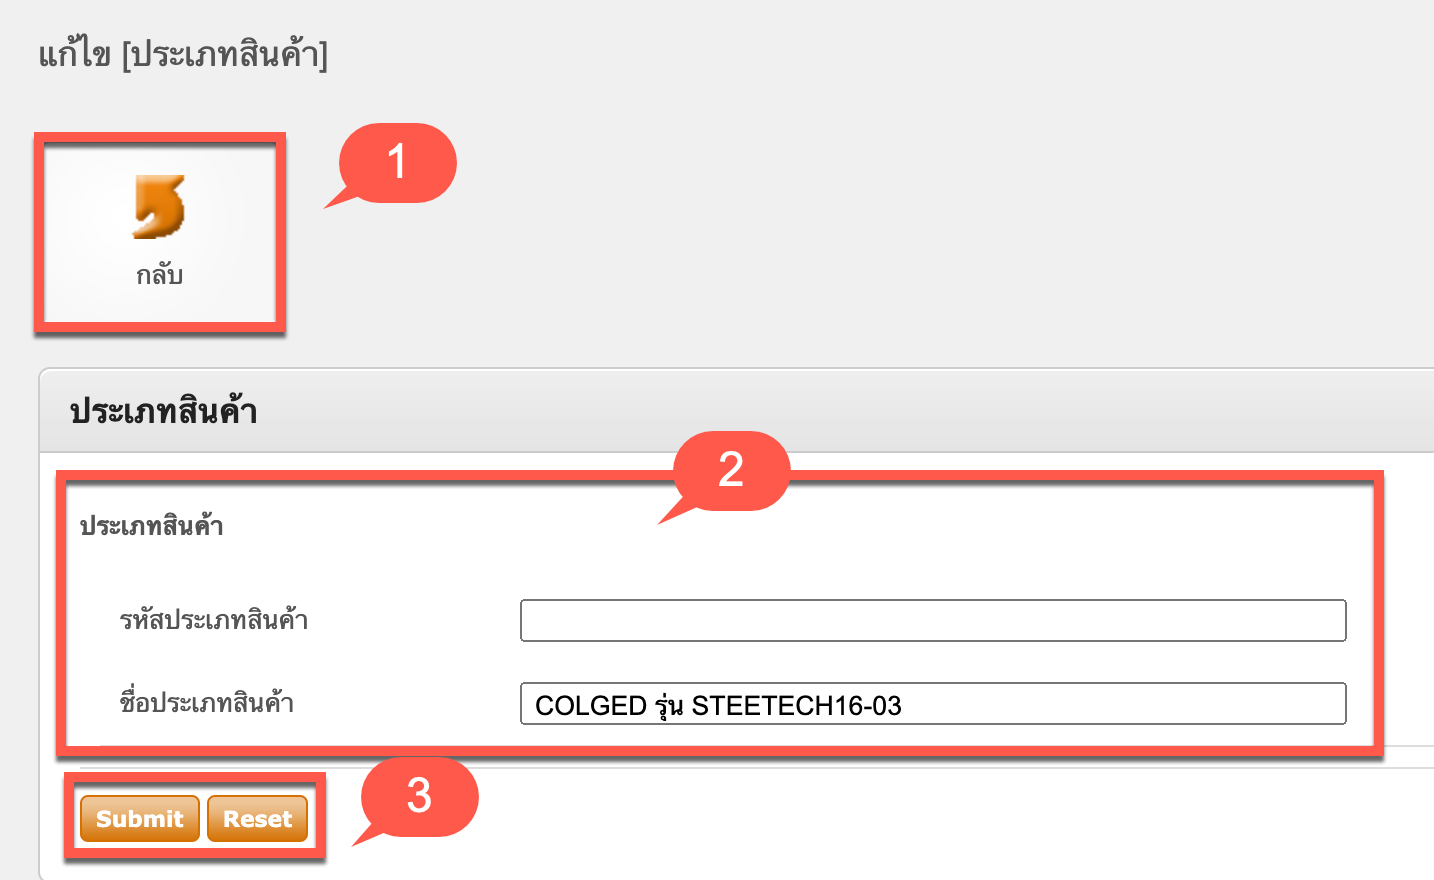 แก้ไข [ประเภทสินค้า]
1
กลับ
ประเภทสินค้า
2
ประเภทสินค้า
รหัสประเภทสินค้า
ชื่อประเภทสินค้า COLGED รุ่น STEETECH16-03
3
Submit Reset